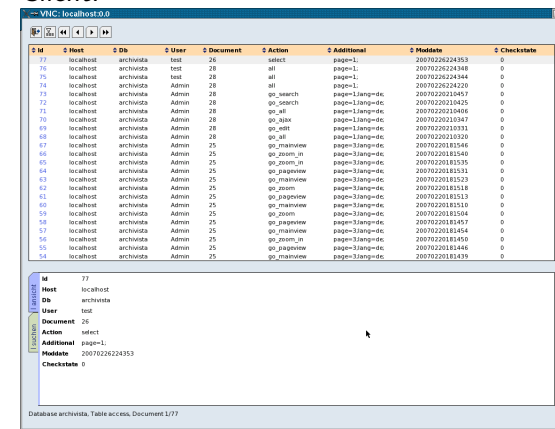 VNC: localhost:0.0
Id Host Db User Document Action Additional Moddate Checkstate
77 localhost archivista test 26 select page=1; 20070226224353 0
76 localhost archivista test 28 all page=1; 20070226224348 0
75 localhost archivista test 28 all page=1; 20070226224344 0
74 localhost archivista Admin 28 all page=1; 20070226224220 0
73 localhost archivista Admin 28 go_search page=1;lang=de; 20070220210457 0
72 localhost archivista Admin 28 go_search page=1;lang=de; 20070220210425 0
71 localhost archivista Admin 28 go_all page=1;lang=de; 20070220210406 0
70 localhost archivista Admin 28 go_ajax page=1;lang=de; 20070220210347 0
69 localhost archivista Admin 28 go_edit page=1;lang=de; 20070220210331 0
68 localhost archivista Admin 28 go_all page=1;lang=de; 20070220210320 0
67 localhost archivista Admin 25 go_mainview page=3;lang=de; 20070220181546 0
66 localhost archivista Admin 25 go_zoom_in page=3;lang=de; 20070220181540 0
65 localhost archivista Admin 25 go_zoom_in page=3;lang=de; 20070220181535 0
64 localhost archivista Admin 25 go_pageview page=3;lang=de; 20070220181531 0
63 localhost archivista Admin 25 go_mainview page=3;lang=de; 20070220181523 0
62 localhost archivista Admin 25 go_zoom page=3;lang=de; 20070220181518 0
61 localhost archivista Admin 25 go_pageview page=3;lang=de; 20070220181513 0
60 localhost archivista Admin 25 go_mainview page=3;lang=de; 20070220181510 0
59 localhost archivista Admin 25 go_zoom page=3;lang=de; 20070220181504 0
58 localhost archivista Admin 25 go_pageview page=3;lang=de; 20070220181457 0
57 localhost archivista Admin 25 go_mainview page=3;lang=de; 20070220181454 0
56 localhost archivista Admin 25 go_zoom_in page=3;lang=de; 20070220181450 0
55 localhost archivista Admin 25 go_pageview page=3;lang=de; 20070220181446 0
54 localhost archivista Admin 25 go_mainview page=3;lang=de; 20070220181439 0
Id 77
Host localhost
Db archivista
User test
Document 26
Action select
Additional page=1;
Moddate 20070226224353
Checkstate 0
ansicht
suchen
Database archivista, Table access, Document 1/77